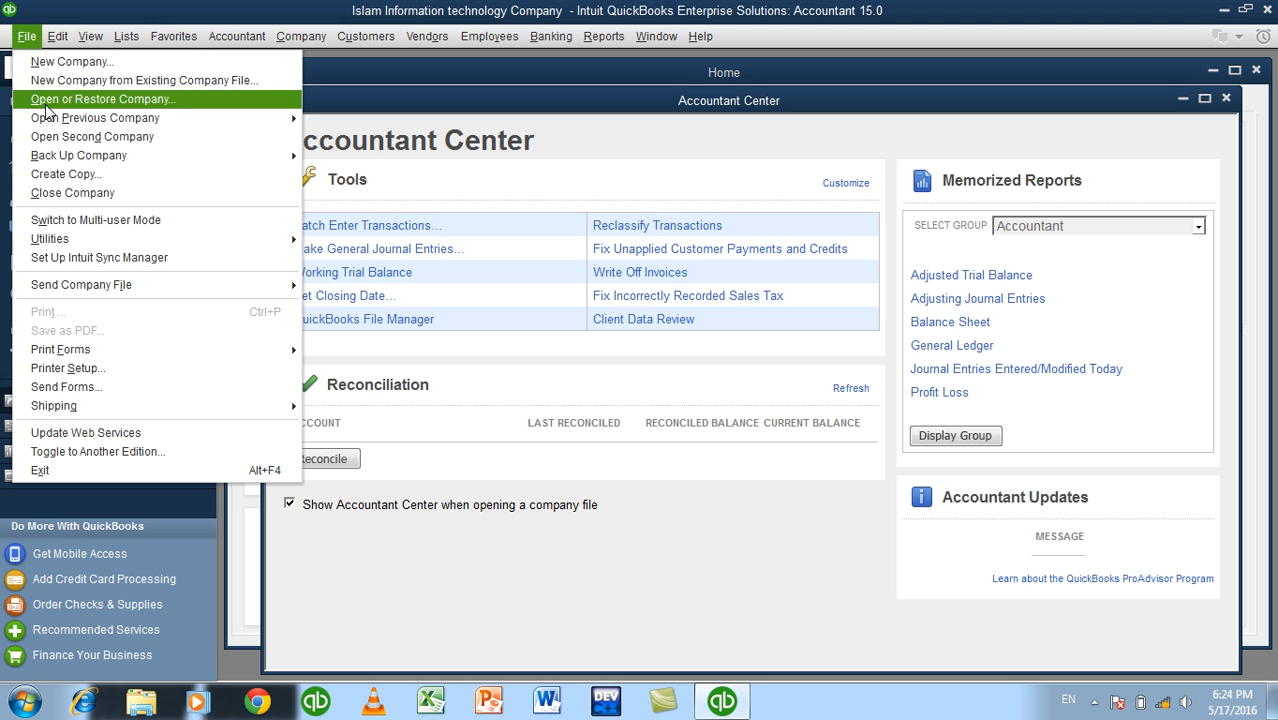 Islam Information technology Company - Intuit QuickBooks Enterprise Solutions: Accountant 15.0
File Edit View Lists Favorites Accountant Company Customers Vendors Employees Banking Reports Window Help
New Company...
New Company from Existing Company File...
Open or Restore Company...
Open Previous Company
Open Second Company
Back Up Company
Create Copy...
Close Company
Switch to Multi-user Mode
Utilities
Set Up Intuit Sync Manager
Send Company File
Print ... Ctrl+P
Save as PDF...
Print Forms
Printer Setup...
Send Forms...
Shipping
Update Web Services
Toggle to Another Edition...
Exit Alt+F4
Home
Accountant Center
ccountant Center
Tools
Customize
atch Enter Transactions... Reclassify Transactions
ake General Journal Entries... Fix Unapplied Customer Payments and Credits
orking Trial Balance Write Off Invoices
et Closing Date... Fix Incorrectly Recorded Sales Tax
uickBooks File Manager Client Data Review
Reconciliation
Refresh
COUNT LAST RECONCILED RECONCILED BALANCE CURRENT BALANCE
econcile
Show Accountant Center when opening a company file
Memorized Reports
SELECT GROUP Accountant
Adjusted Trial Balance
Adjusting Journal Entries
Balance Sheet
General Ledger
Journal Entries Entered/Modified Today
Profit Loss
Display Group
Accountant Updates
MESSAGE
Learn about the QuickBooks ProAdvisor Program
Do More With QuickBooks
Get Mobile Access
Add Credit Card Processing
Order Checks & Supplies
Recommended Services
Finance Your Business
qb
DEV
qb
EN
6:24 PM
5/17/2016